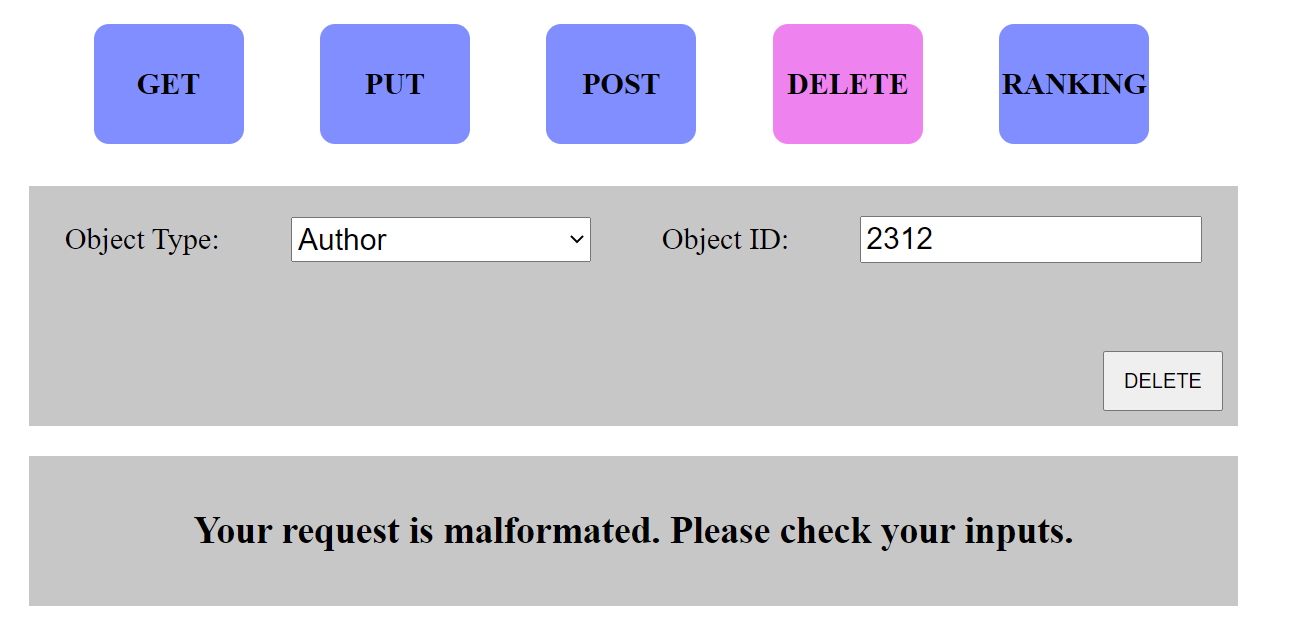 GET PUT POST DELETE RANKING
Object Type: Author Object ID: 2312
DELETE
Your request is malformated. Please check your inputs.